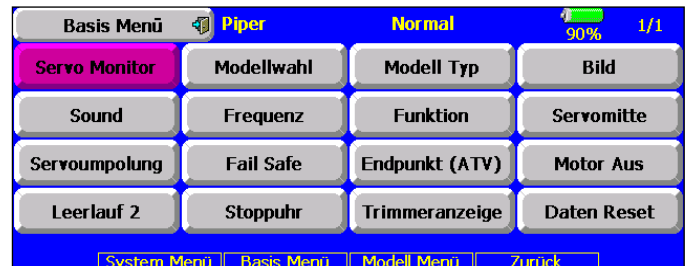 Basis Menü Piper Normal 90% 1/1
Servo Monitor Modellwahl Modell Typ Bild
Sound Frequenz Funktion Servomitte
Servoumpolung Fail Safe Endpunkt (ATV) Motor Aus
Leerlauf 2 Stoppuhr Trimmeranzeige Daten Reset
System Menü Basis Menü Modell Menü Zurück